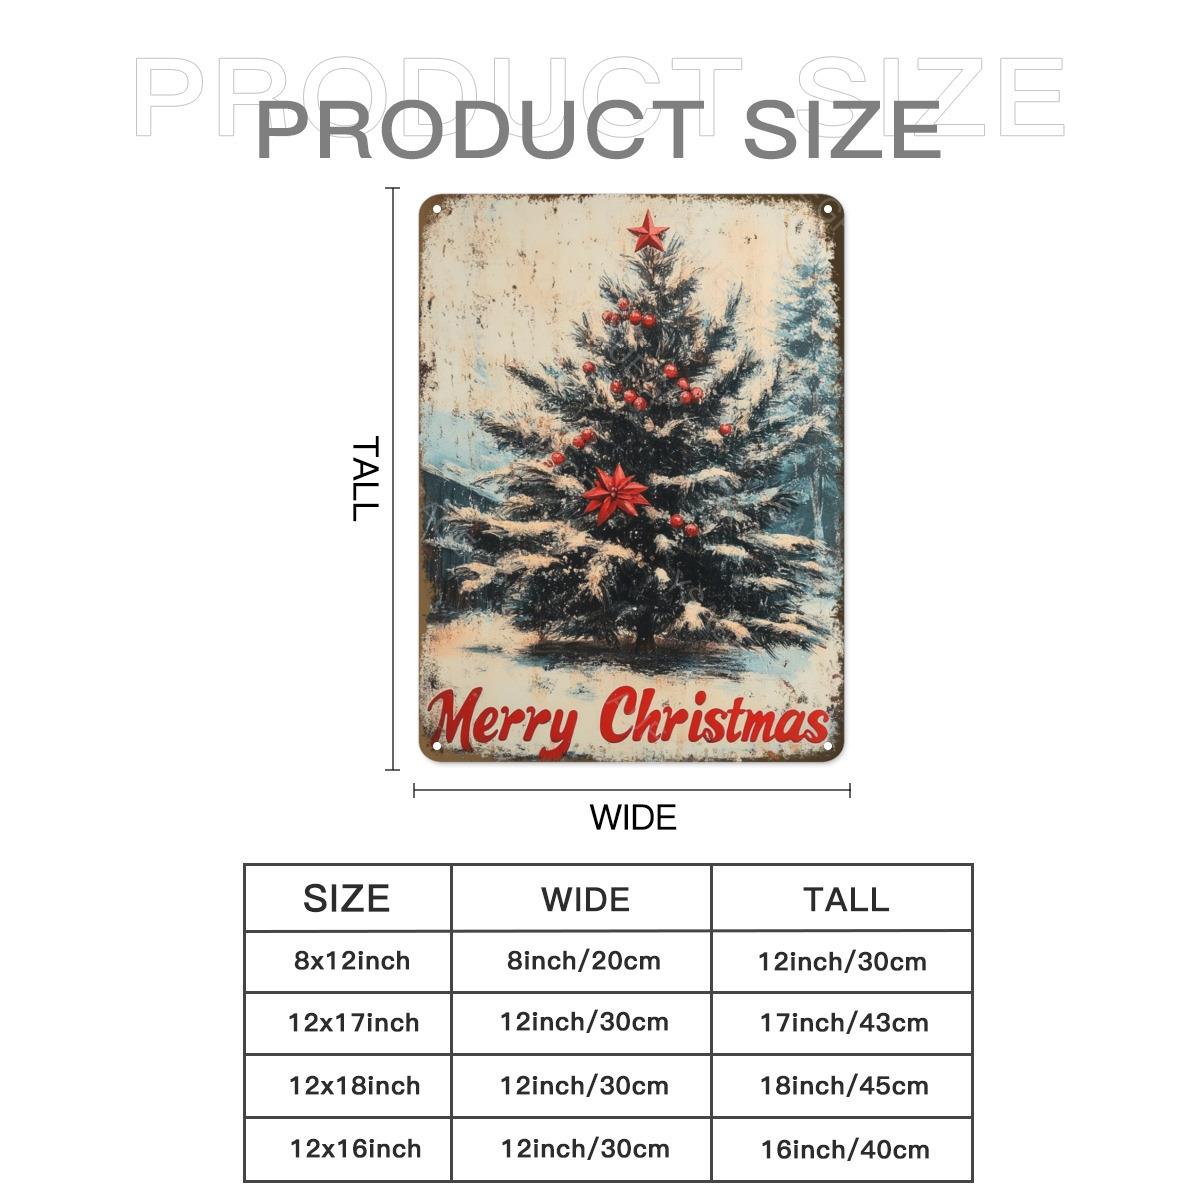 PRODUCT SIZE
PRODUCT SIZE
TALL
Merry Christmas
WIDE
SIZE WIDE TALL
8x12inch 8inch/20cm 12inch/30cm
12x17inch 12inch/30cm 17inch/43cm
12x18inch 12inch/30cm 18inch/45cm
12x16inch 12inch/30cm 16inch/40cm